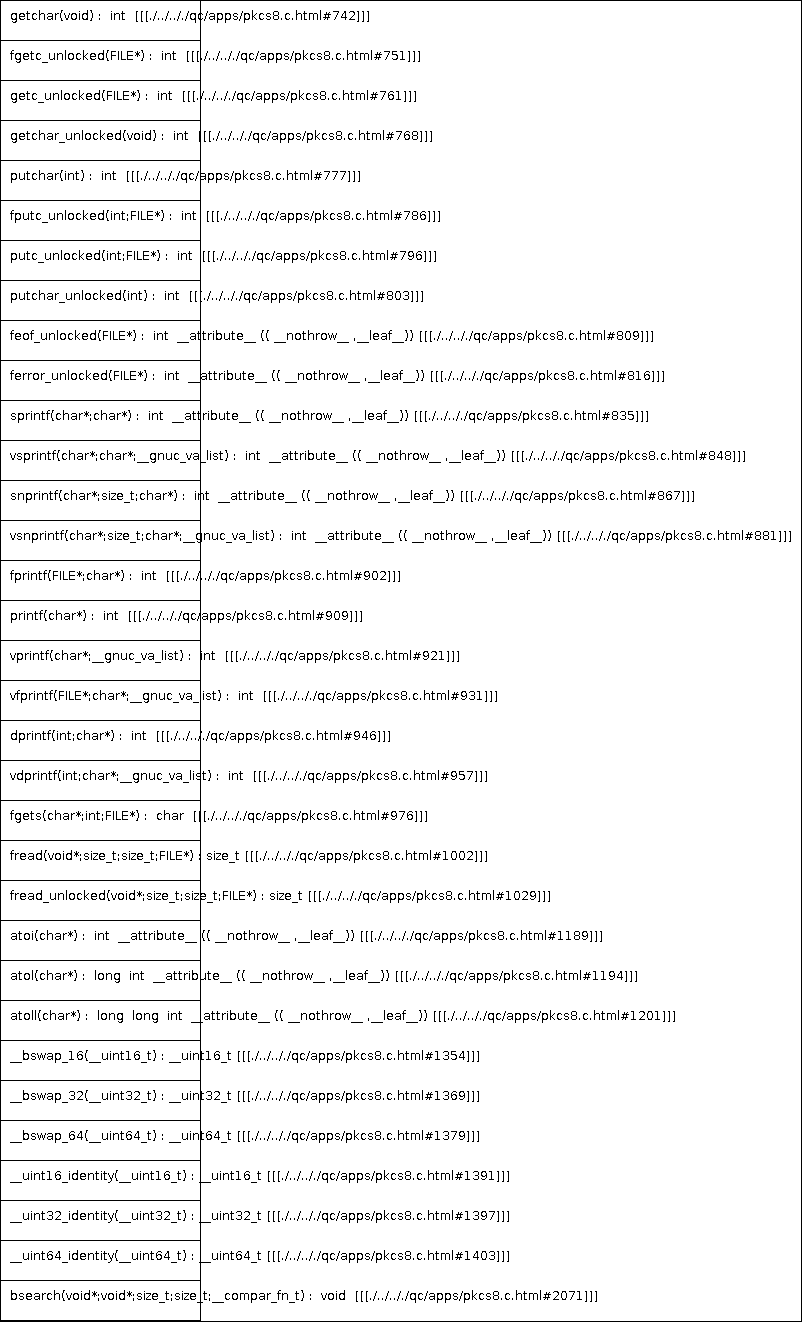 getchar(void) : int [[[./../.././qc/apps/pkcs8.c.html#742]]]
fgetc_unlocked(FILE*) : int [[[./../.././qc/apps/pkcs8.c.html#751]]]
getc_unlocked(FILE*) : int [[[./../.././qc/apps/pkcs8.c.html#761]]]
getchar_unlocked(void) : int [[[./../.././qc/apps/pkcs8.c.html#768]]]
putchar(int) : int [[[./../.././qc/apps/pkcs8.c.html#777]]]
fputc_unlocked(int;FILE*) : int [[[./../.././qc/apps/pkcs8.c.html#786]]]
putc_unlocked(int;FILE*) : int [[[./../.././qc/apps/pkcs8.c.html#796]]]
putchar_unlocked(int) : int [[[./../.././qc/apps/pkcs8.c.html#803]]]
feof_unlocked(FILE*) : int __attribute__ (( __nothrow__ ,__leaf__)) [[[./../.././qc/apps/pkcs8.c.html#809]]]
ferror_unlocked(FILE*) : int __attribute__ (( __nothrow__ ,__leaf__)) [[[./../.././qc/apps/pkcs8.c.html#816]]]
sprintf(char*;char*) : int __attribute__ (( __nothrow__ ,__leaf__)) [[[./../.././qc/apps/pkcs8.c.html#835]]]
vsprintf(char*;char*;__gnuc_va_list) : int __attribute__ (( __nothrow__ ,__leaf__)) [[[./../.././qc/apps/pkcs8.c.html#848]]]
snprintf(char*;size_t;char*) : int __attribute__ (( __nothrow__ ,__leaf__)) [[[./../.././qc/apps/pkcs8.c.html#867]]]
vsnprintf(char*;size_t;char*;__gnuc_va_list) : int __attribute__ (( __nothrow__ ,__leaf__)) [[[./../.././qc/apps/pkcs8.c.html#881]]]
fprintf(FILE*;char*) : int [[[./../.././qc/apps/pkcs8.c.html#902]]]
printf(char*) : int [[[./../.././qc/apps/pkcs8.c.html#909]]]
vprintf(char*;__gnuc_va_list) : int [[[./../.././qc/apps/pkcs8.c.html#921]]]
vfprintf(FILE*;char*;__gnuc_va_list) : int [[[./../.././qc/apps/pkcs8.c.html#931]]]
dprintf(int;char*) : int [[[./../.././qc/apps/pkcs8.c.html#946]]]
vdprintf(int;char*;__gnuc_va_list) : int [[[./../.././qc/apps/pkcs8.c.html#957]]]
fgets(char*;int;FILE*) : char [[[./../.././qc/apps/pkcs8.c.html#976]]]
fread(void*;size_t;size_t;FILE*) : size_t [[[./../.././qc/apps/pkcs8.c.html#1002]]]
fread_unlocked(void*;size_t;size_t;FILE*) : size_t [[[./../.././qc/apps/pkcs8.c.html#1029]]]
atoi(char*) : int __attribute__ (( __nothrow__ ,__leaf__)) [[[./../.././qc/apps/pkcs8.c.html#1189]]]
atol(char*) : long int __attribute__ (( __nothrow__ ,__leaf__)) [[[./../.././qc/apps/pkcs8.c.html#1194]]]
atoll(char*) : long long int __attribute__ (( __nothrow__ ,__leaf__)) [[[./../.././qc/apps/pkcs8.c.html#1201]]]
__bswap_16(__uint16_t) : __uint16_t [[[./../.././qc/apps/pkcs8.c.html#1354]]]
__bswap_32(__uint32_t) : __uint32_t [[[./../.././qc/apps/pkcs8.c.html#1369]]]
__bswap_64(__uint64_t) : __uint64_t [[[./../.././qc/apps/pkcs8.c.html#1379]]]
__uint16_identity(__uint16_t) : __uint16_t [[[./../.././qc/apps/pkcs8.c.html#1391]]]
__uint32_identity(__uint32_t) : __uint32_t [[[./../.././qc/apps/pkcs8.c.html#1397]]]
__uint64_identity(__uint64_t) : __uint64_t [[[./../.././qc/apps/pkcs8.c.html#1403]]]
bsearch(void*;void*;size_t;size_t;__compar_fn_t) : void [[[./../.././qc/apps/pkcs8.c.html#2071]]]